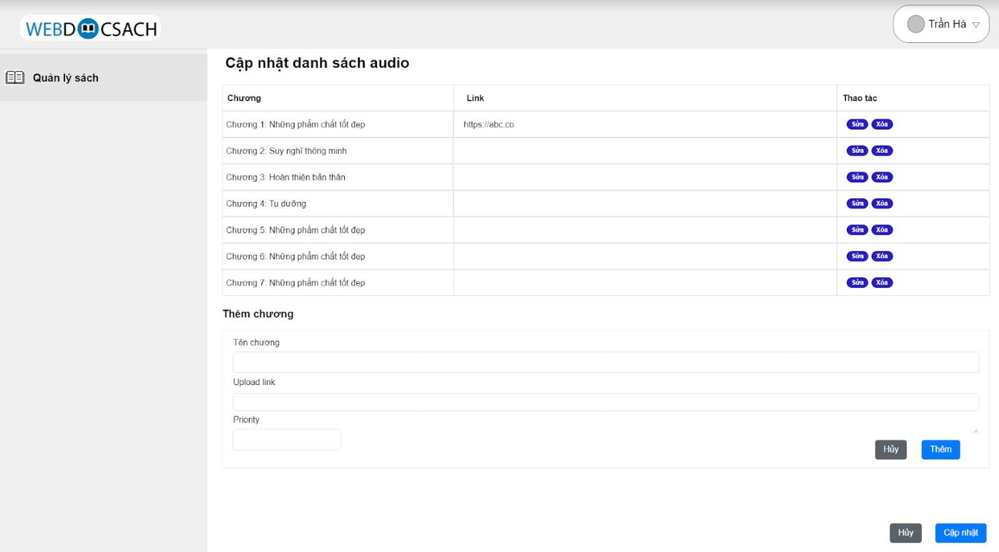 WEBDOCSACH
Trần Hà
Quản lý sách
Cập nhật danh sách audio
Chương Link Thao tác
Chương 1: Những phẩm chất tốt đẹp https://abc.co Sửa Xóa
Chương 2: Suy nghĩ thông minh Sửa Xóa
Chương 3: Hoàn thiện bản thân Sửa Xóa
Chương 4: Tu dưỡng Sửa Xóa
Chương 5: Những phẩm chất tốt đẹp Sửa Xóa
Chương 6: Những phẩm chất tốt đẹp Sửa Xóa
Chương 7: Những phẩm chất tốt đẹp Sửa Xóa
Thêm chương
Tên chương
Upload link
Priority
Hủy Thêm
Hủy Cập nhật